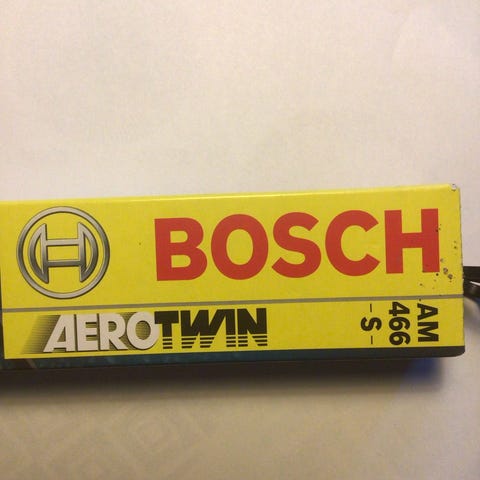 BOSCH
AEROTWIN
AM
466
-S-